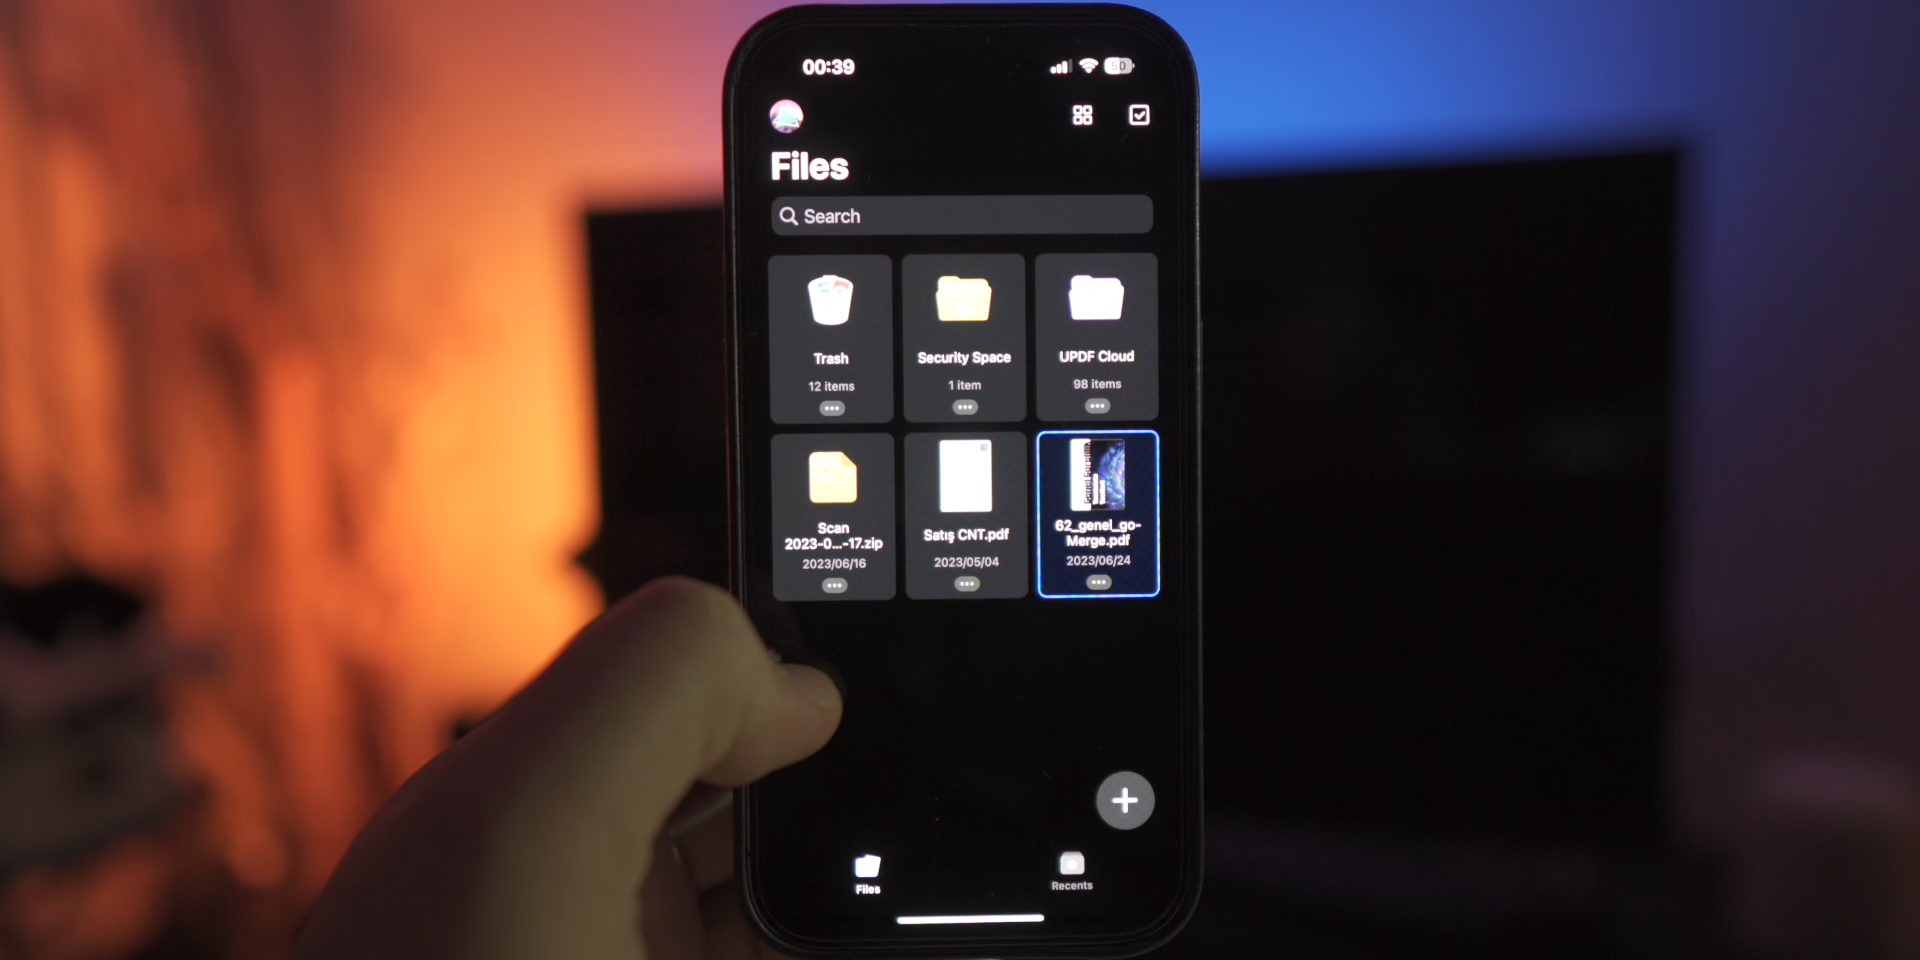 00:39
50
Files
Search
Trash
12 items
Security Space
1 item
UPDF Cloud
98 items
Scan
2023-0...-17.zip
2023/06/16
Satış CNT.pdf
2023/05/04
62_genel_go-
Merge.pdf
2023/06/24
Files
Recents